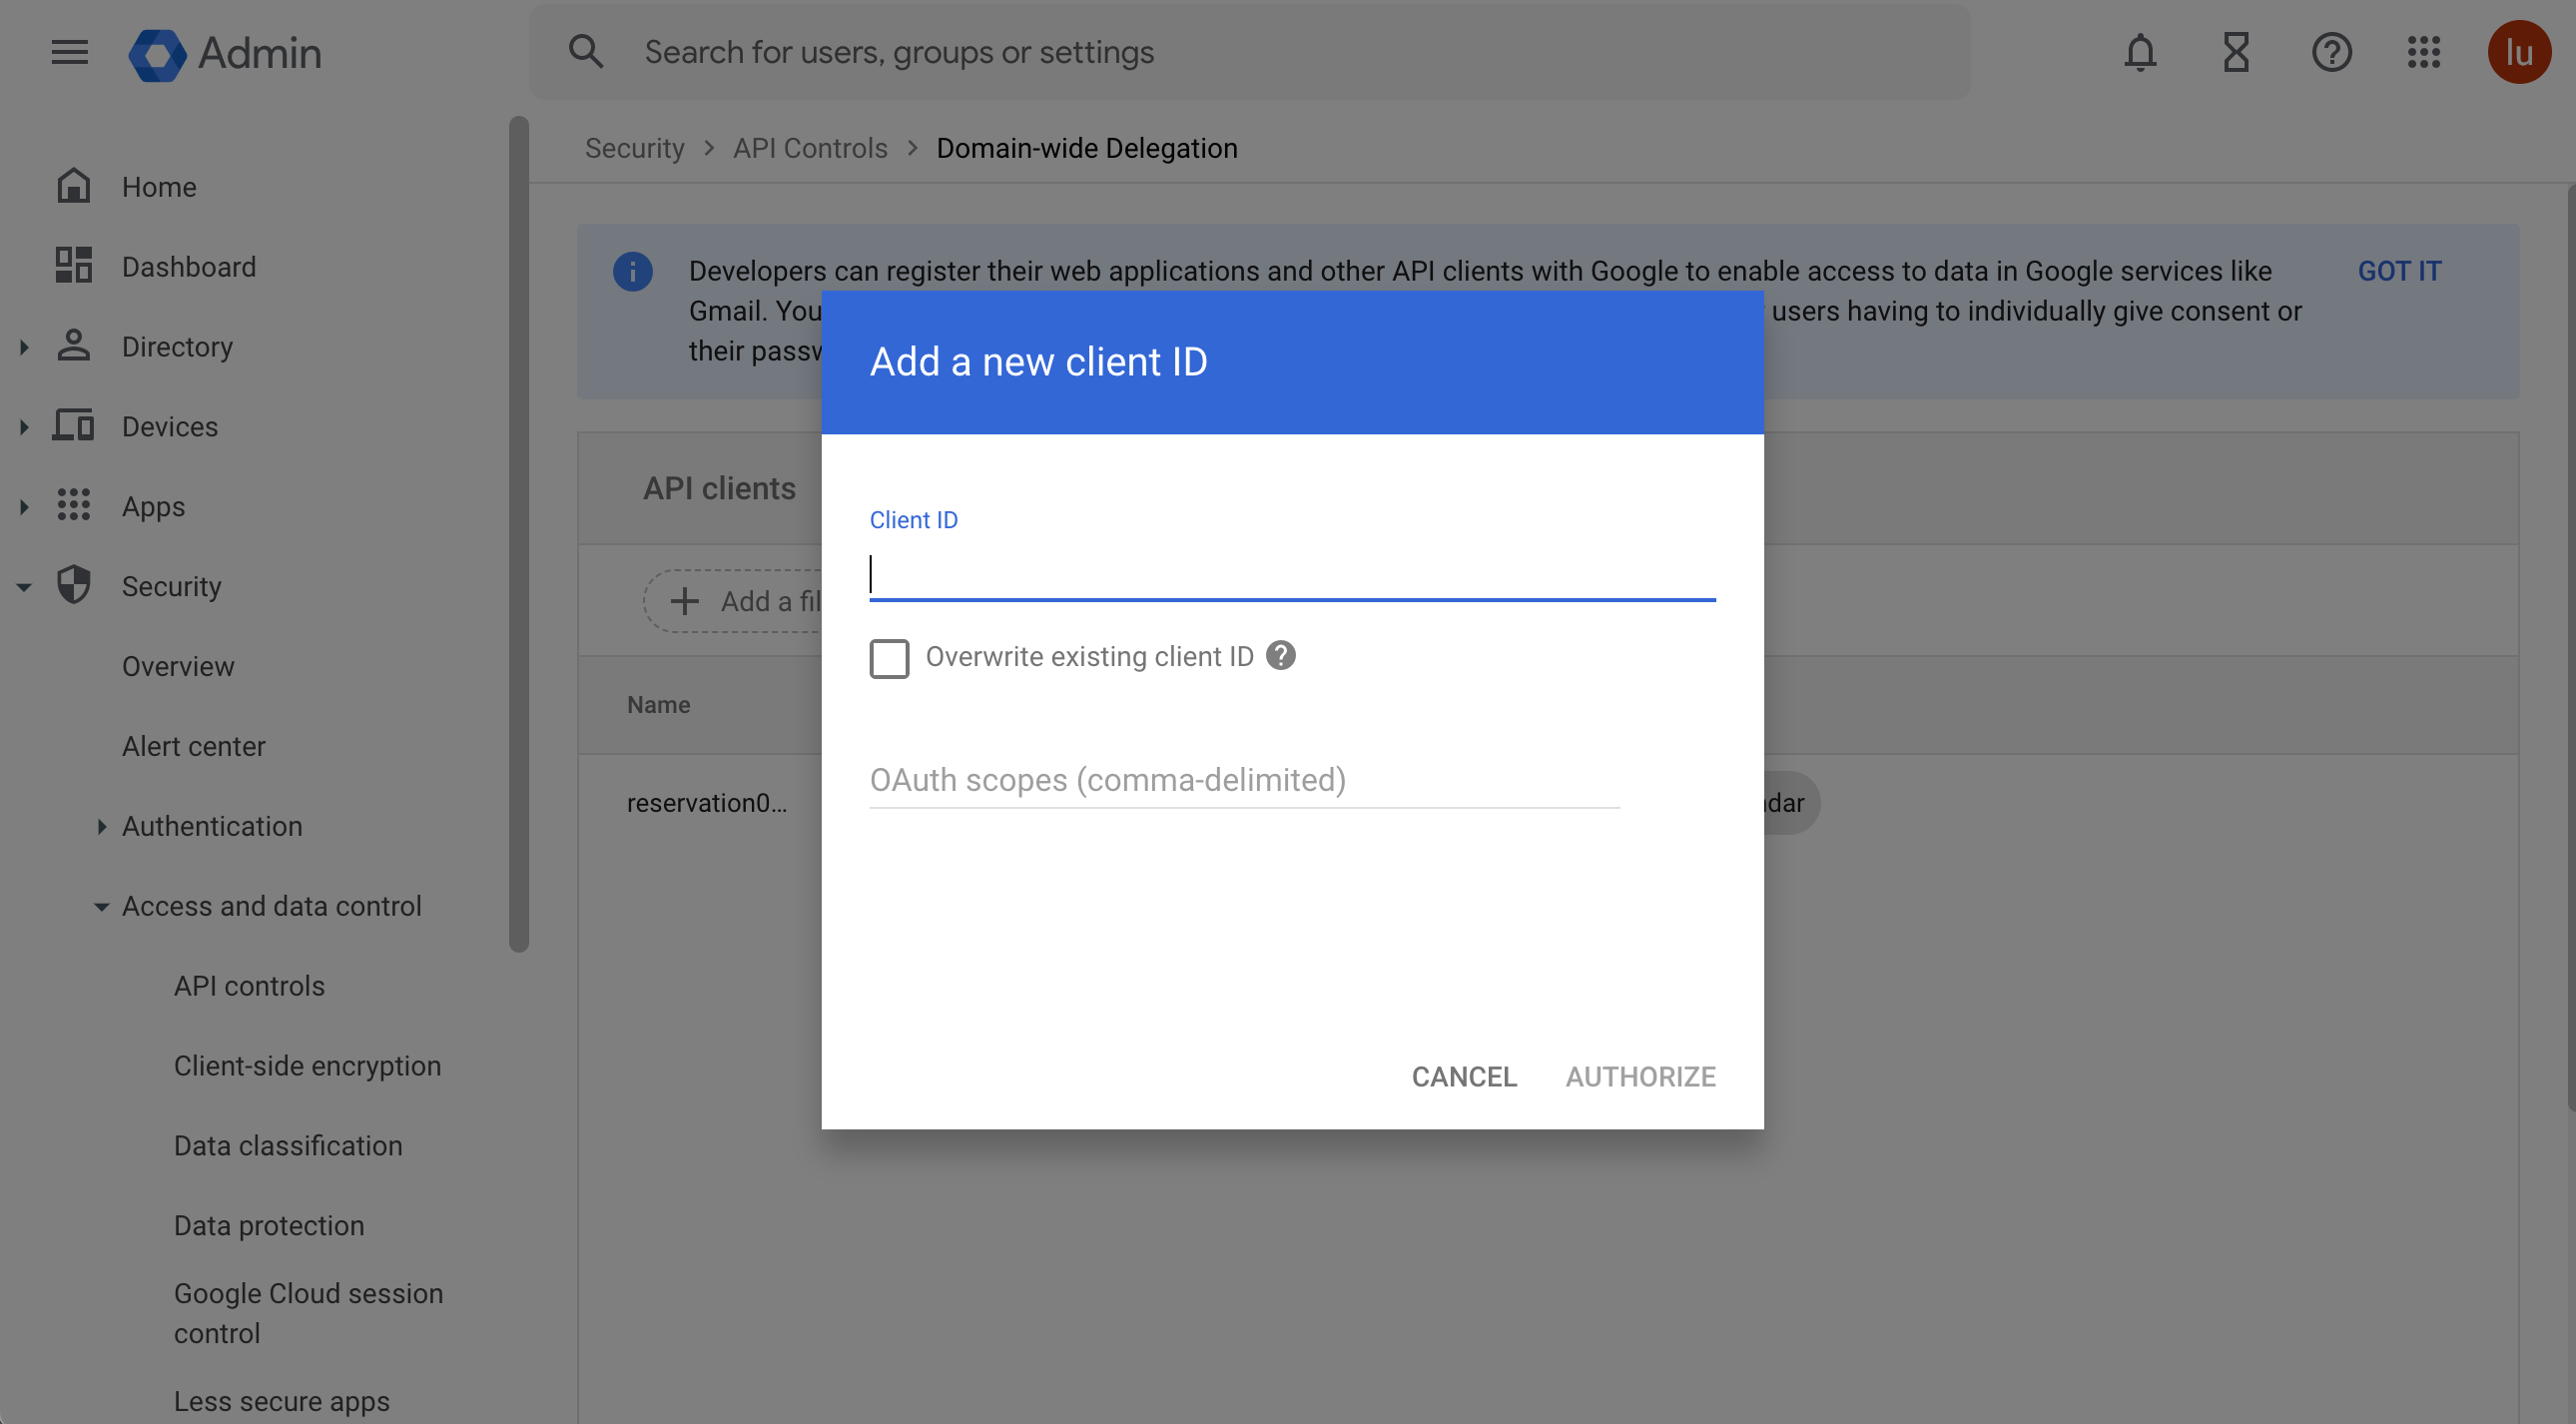 Admin
Search for users, groups or settings
lu
Security > API Controls > Domain-wide Delegation
Home
Dashboard
Directory
Devices
Apps
Security
Overview
Alert center
Authentication
Access and data control
API controls
Client-side encryption
Data classification
Data protection
Google Cloud session
control
Less secure apps
Developers can register their web applications and other API clients with Google to enable access to data in Google services like
Gmail. You users having to individually give consent or
their passw
GOT IT
API clients
Add a fil
Name
reservation0...
ndar
Add a new client ID
Client ID
Overwrite existing client ID
OAuth scopes (comma-delimited)
CANCEL AUTHORIZE